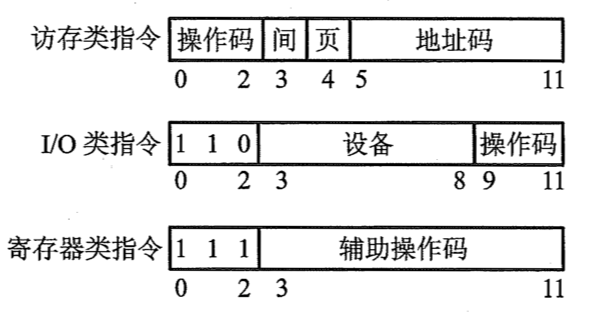 访存类指令 操作码 间 页 地址码
0 2 3 4 5 11
I/O 类指令 1 1 0 设备 操作码
0 2 3 8 9 11
寄存器类指令 1 1 1 辅助操作码
0 2 3 11